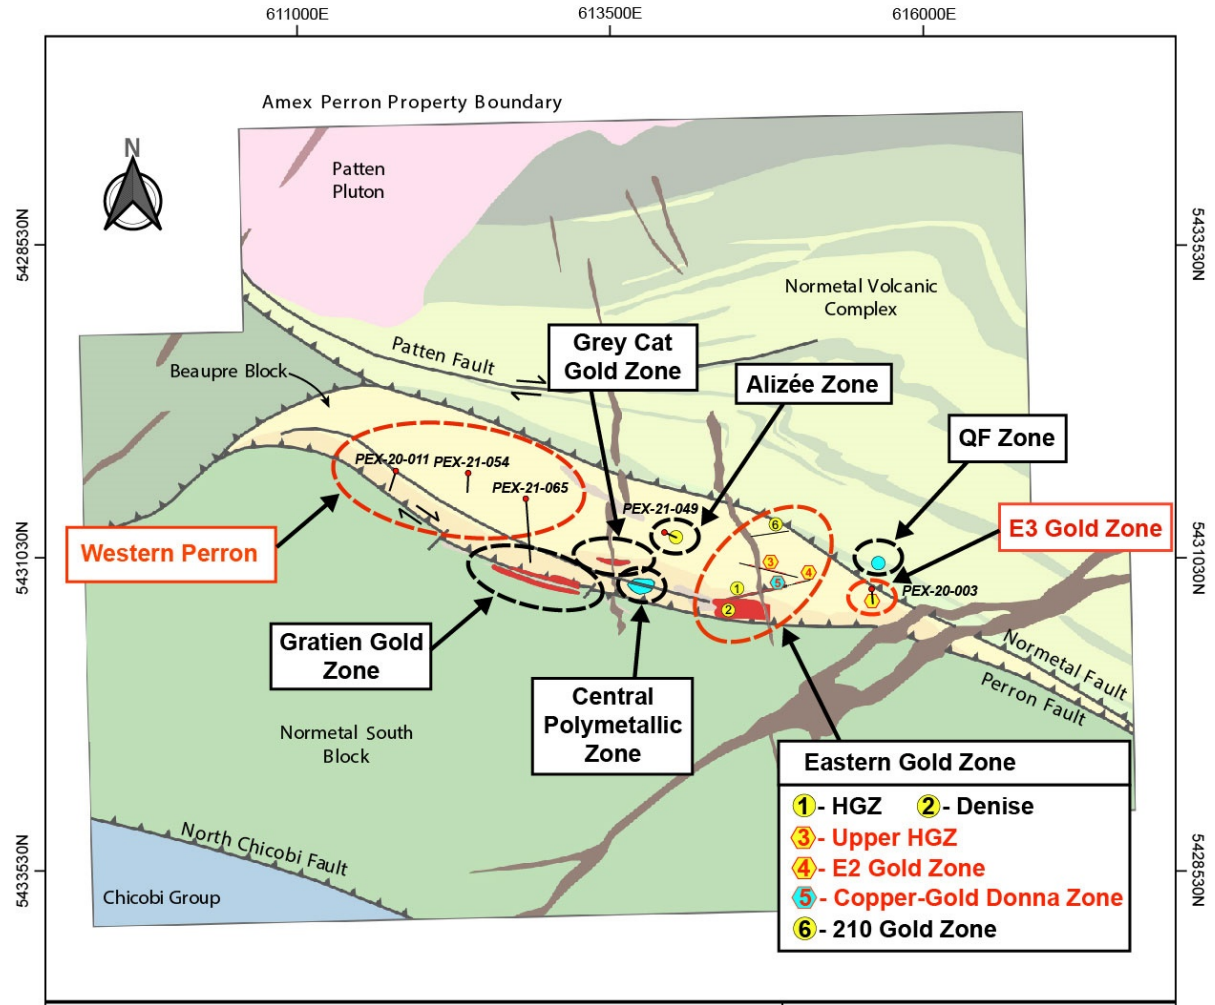 611000E
613500E
616000E
Amex Perron Property Boundary
N
Patten
Pluton
5428530N
5433530N
Normetal Volcanic
Complex
Patten Fault
Grey Cat
Gold Zone
Beaupre Block
Alizée Zone
QF Zone
PEX-20-011
PEX-21-054
PEX-21-065
PEX-21-049
E3 Gold Zone
Western Perron
5431030N
5431030N
6
3
4
5
1
2
PEX-20-003
Gratien Gold
Zone
Normetal Fault
Perron Fault
Central
Polymetallic
Zone
Normetal South
Block
Eastern Gold Zone
1 - HGZ
2 - Denise
3 - Upper HGZ
4 - E2 Gold Zone
5 - Copper-Gold Donna Zone
6 - 210 Gold Zone
North Chicobi Fault
Chicobi Group
5433530N
5428530N